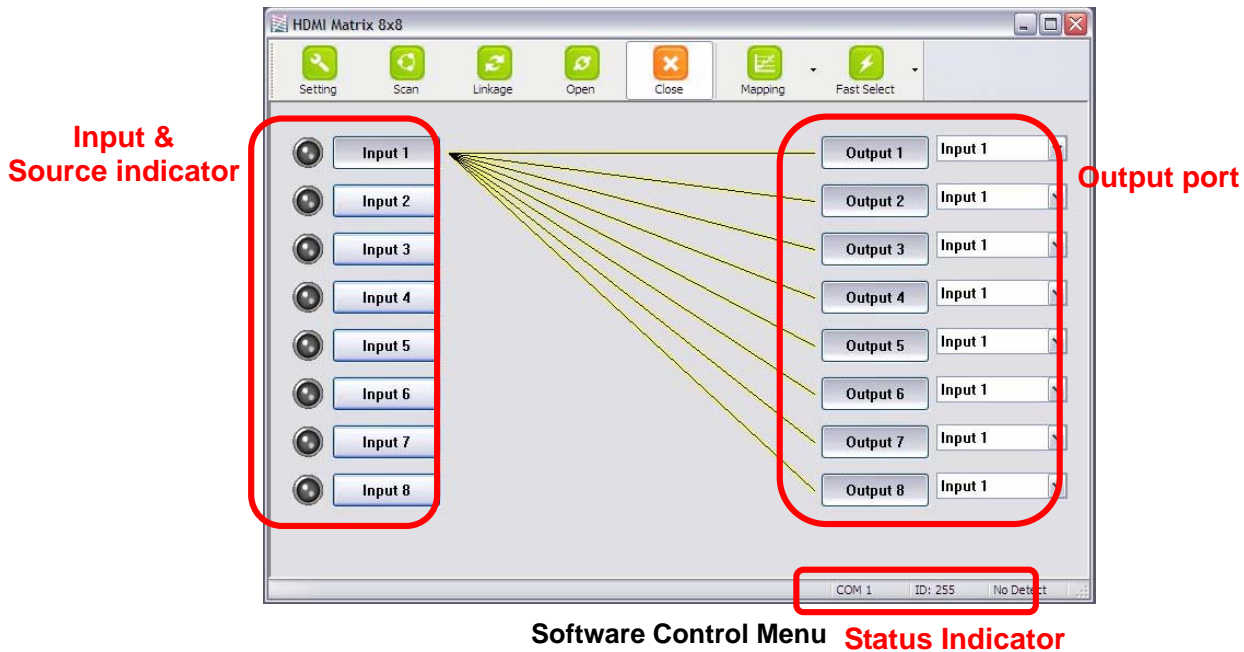 HDMI Matrix 8x8
Setting Scan Linkage Open Close Mapping Fast Select
Input &
Source indicator
Output port
Input 1 Output 1 Input 1
Input 2 Output 2 Input 1
Input 3 Output 3 Input 1
Input 4 Output 4 Input 1
Input 5 Output 5 Input 1
Input 6 Output 6 Input 1
Input 7 Output 7 Input 1
Input 8 Output 8 Input 1
COM 1 ID: 255 No Detect
Software Control Menu Status Indicator